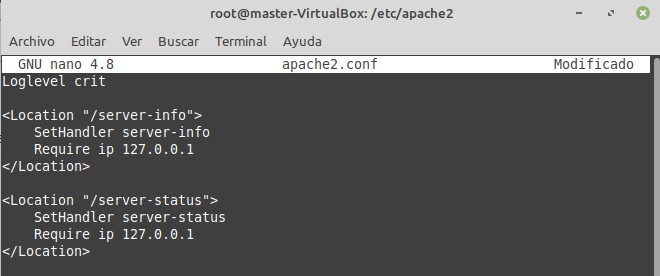 root@master-VirtualBox: /etc/apache2
Archivo Editar Ver Buscar Terminal Ayuda
GNU nano 4.8 apache2.conf Modificado
Loglevel crit
<Location "/server-info">
    SetHandler server-info
    Require ip 127.0.0.1
</Location>
<Location "/server-status">
    SetHandler server-status
    Require ip 127.0.0.1
</Location>